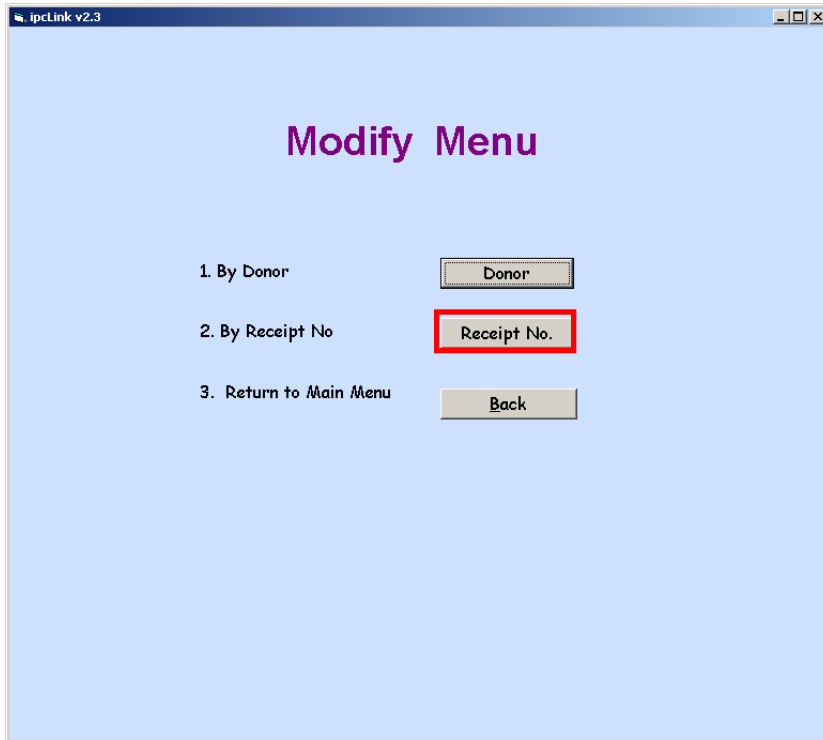 ipcLink v2.3
Modify Menu
1. By Donor
Donor
2. By Receipt No
Receipt No.
3. Return to Main Menu
Back